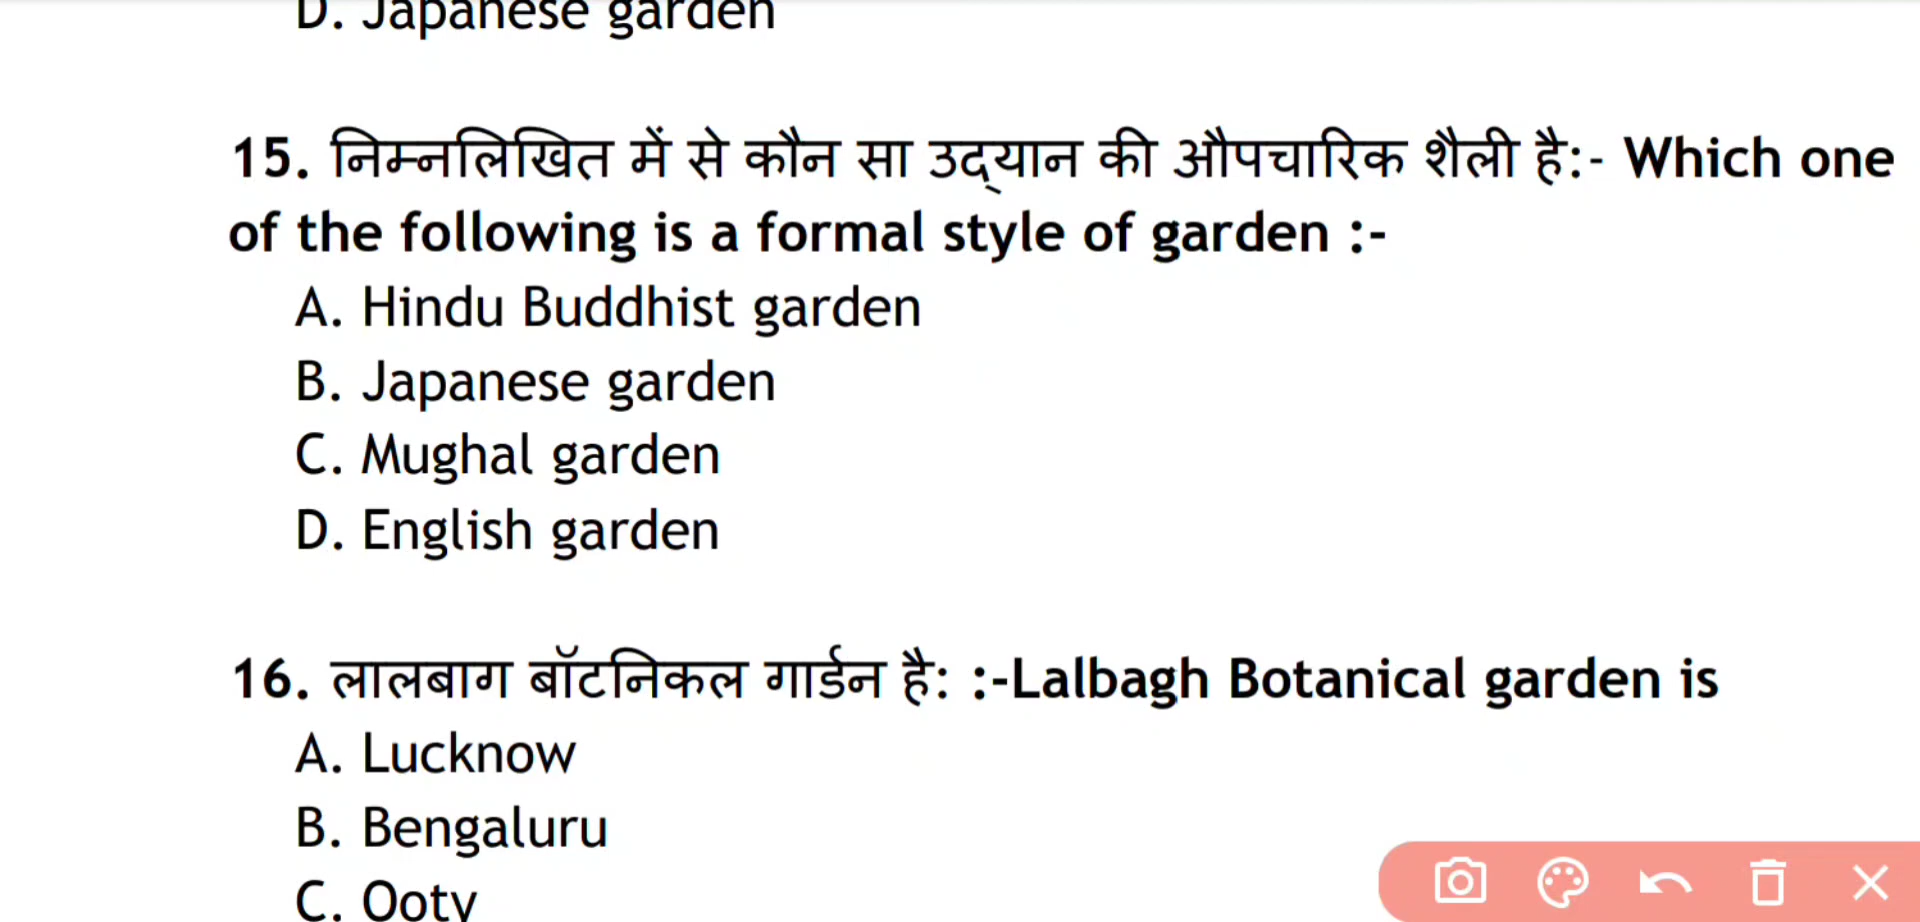 D. Japanese garden
15. निम्नलिखित में से कौन सा उद्‌यान की औपचारिक शैली है:- Which one
of the following is a formal style of garden :-
A. Hindu Buddhist garden
B. Japanese garden
C. Mughal garden
D. English garden
16. लालबाग बॉटनिकल गार्डन है: :-Lalbagh Botanical garden is
A. Lucknow
B. Bengaluru
C. Ooty